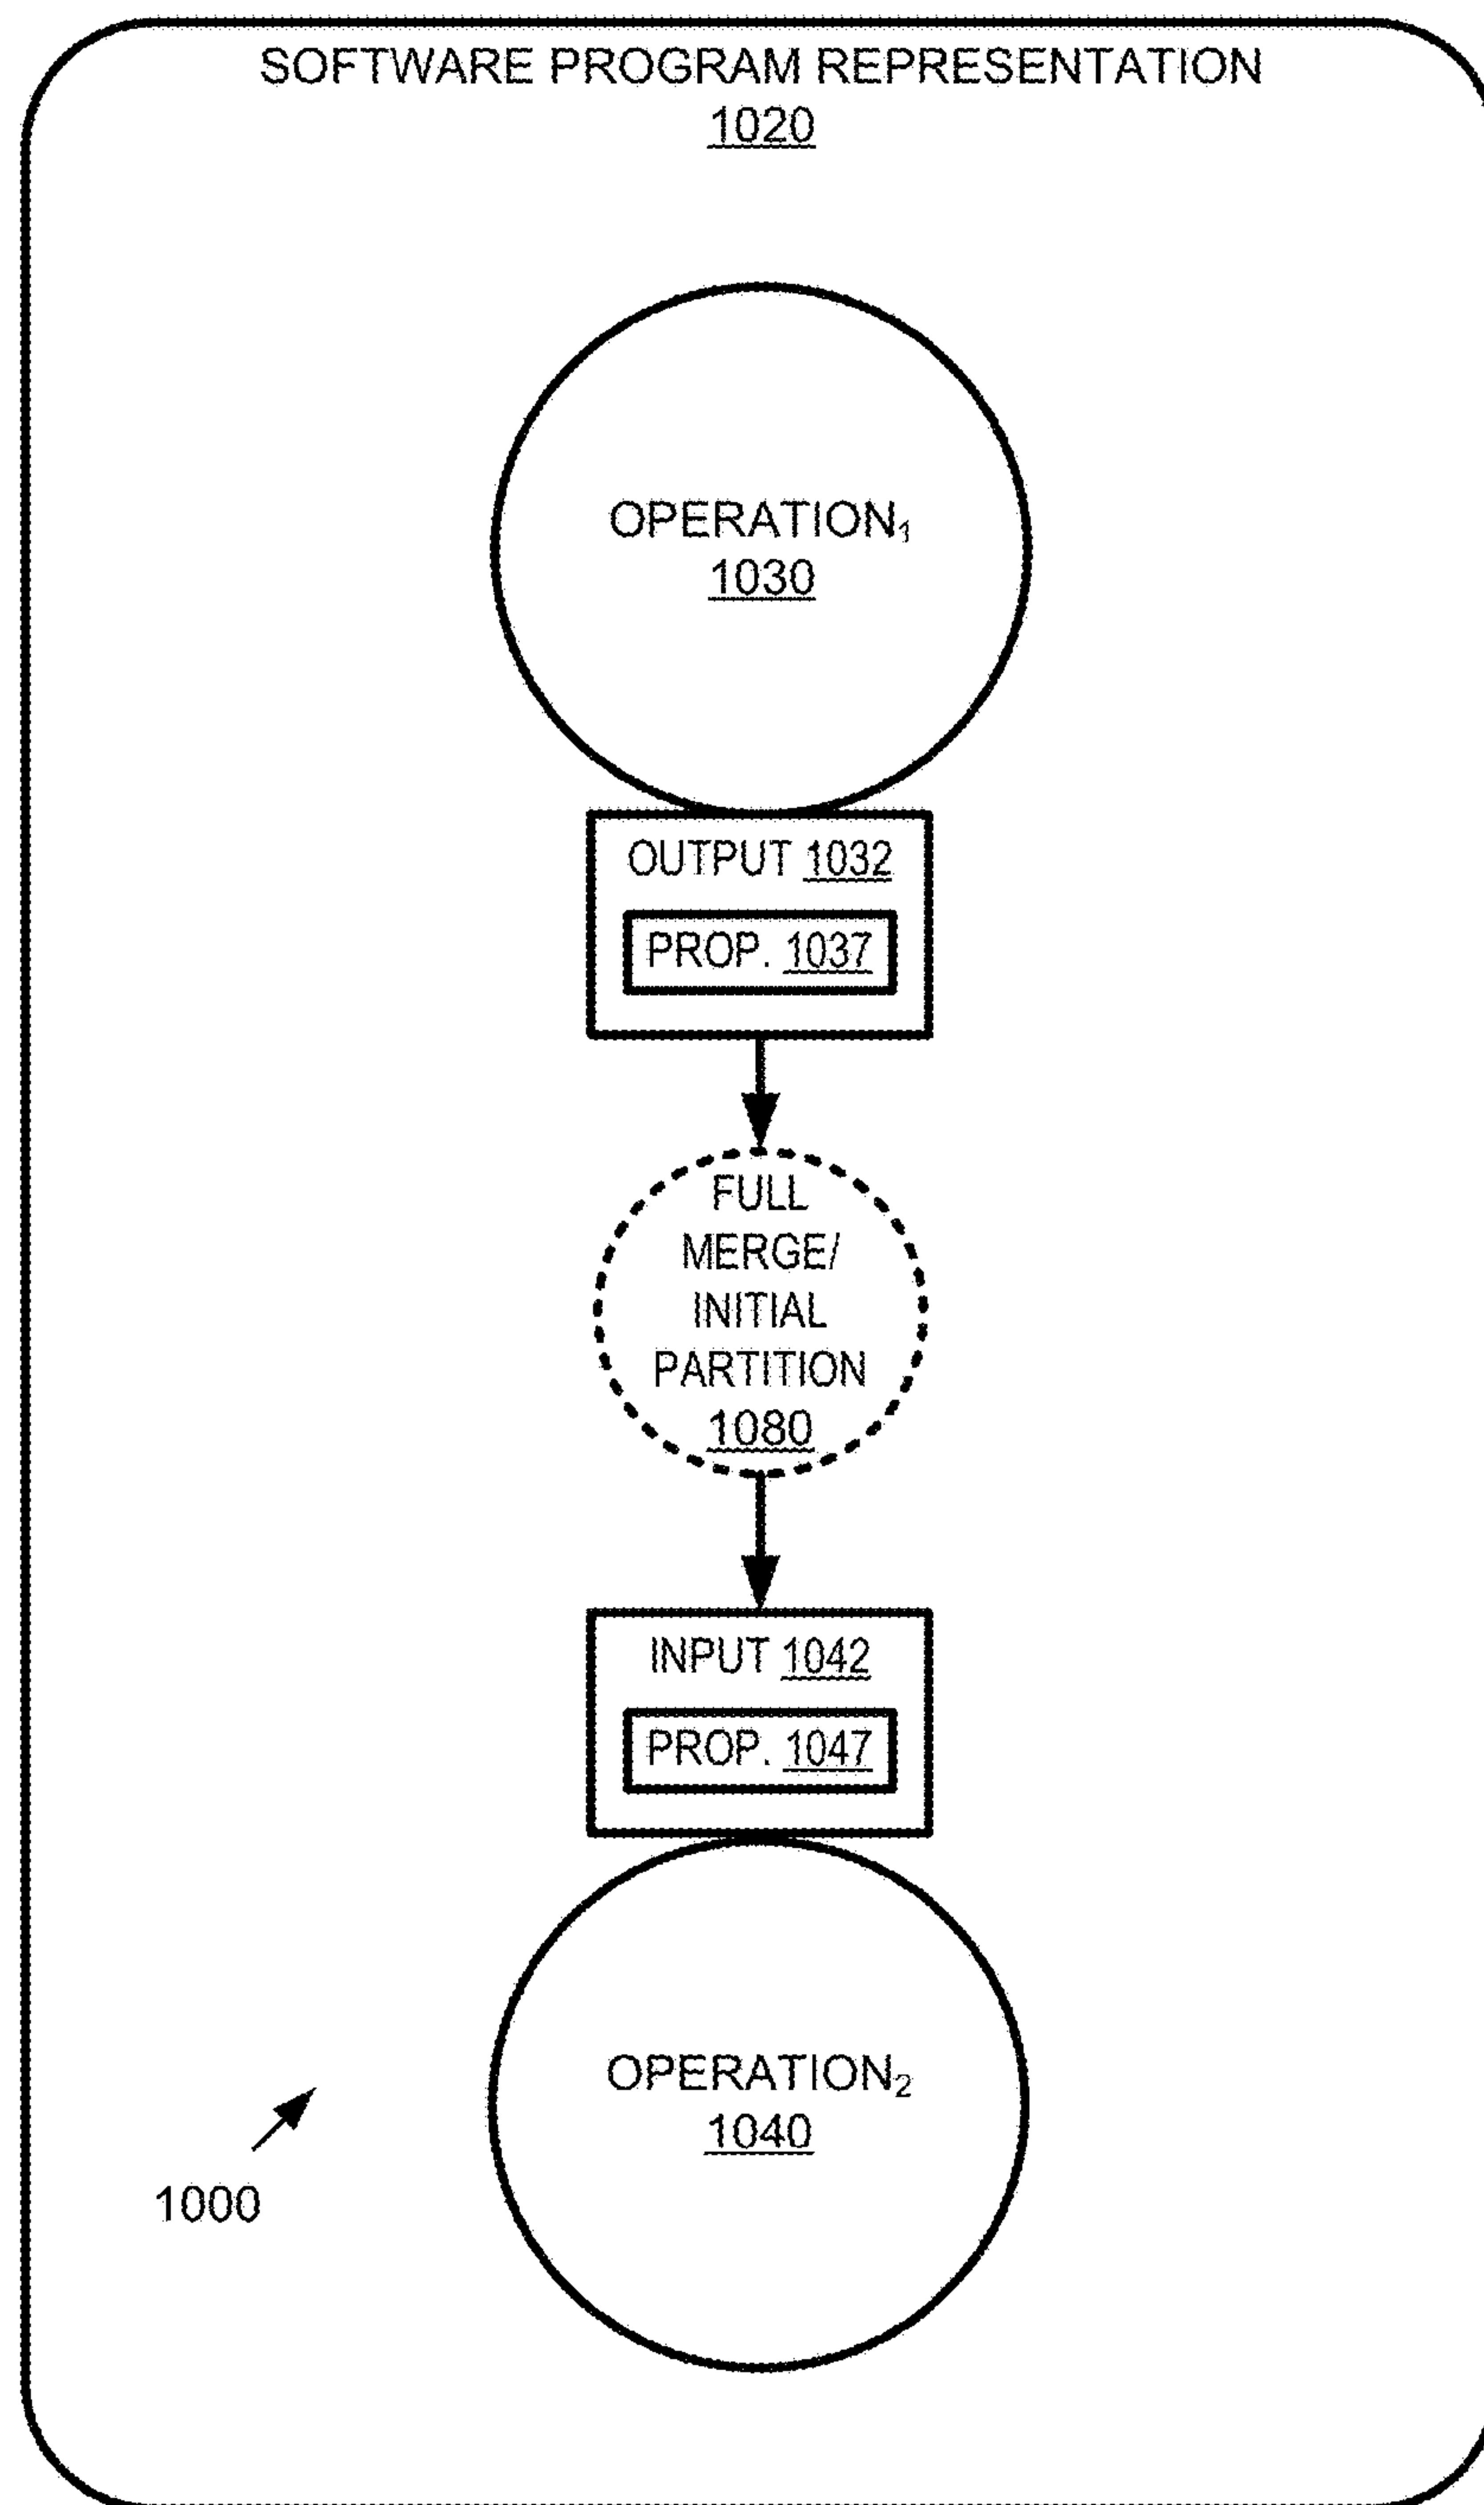 SOFTWARE PROGRAM REPRESENTATION
1020
OPERATION₁
1030
OUTPUT 1032
PROP. 1037
FULL
MERGE/
INITIAL
PARTITION
1080
INPUT 1042
PROP. 1047
OPERATION₂
1040
1000